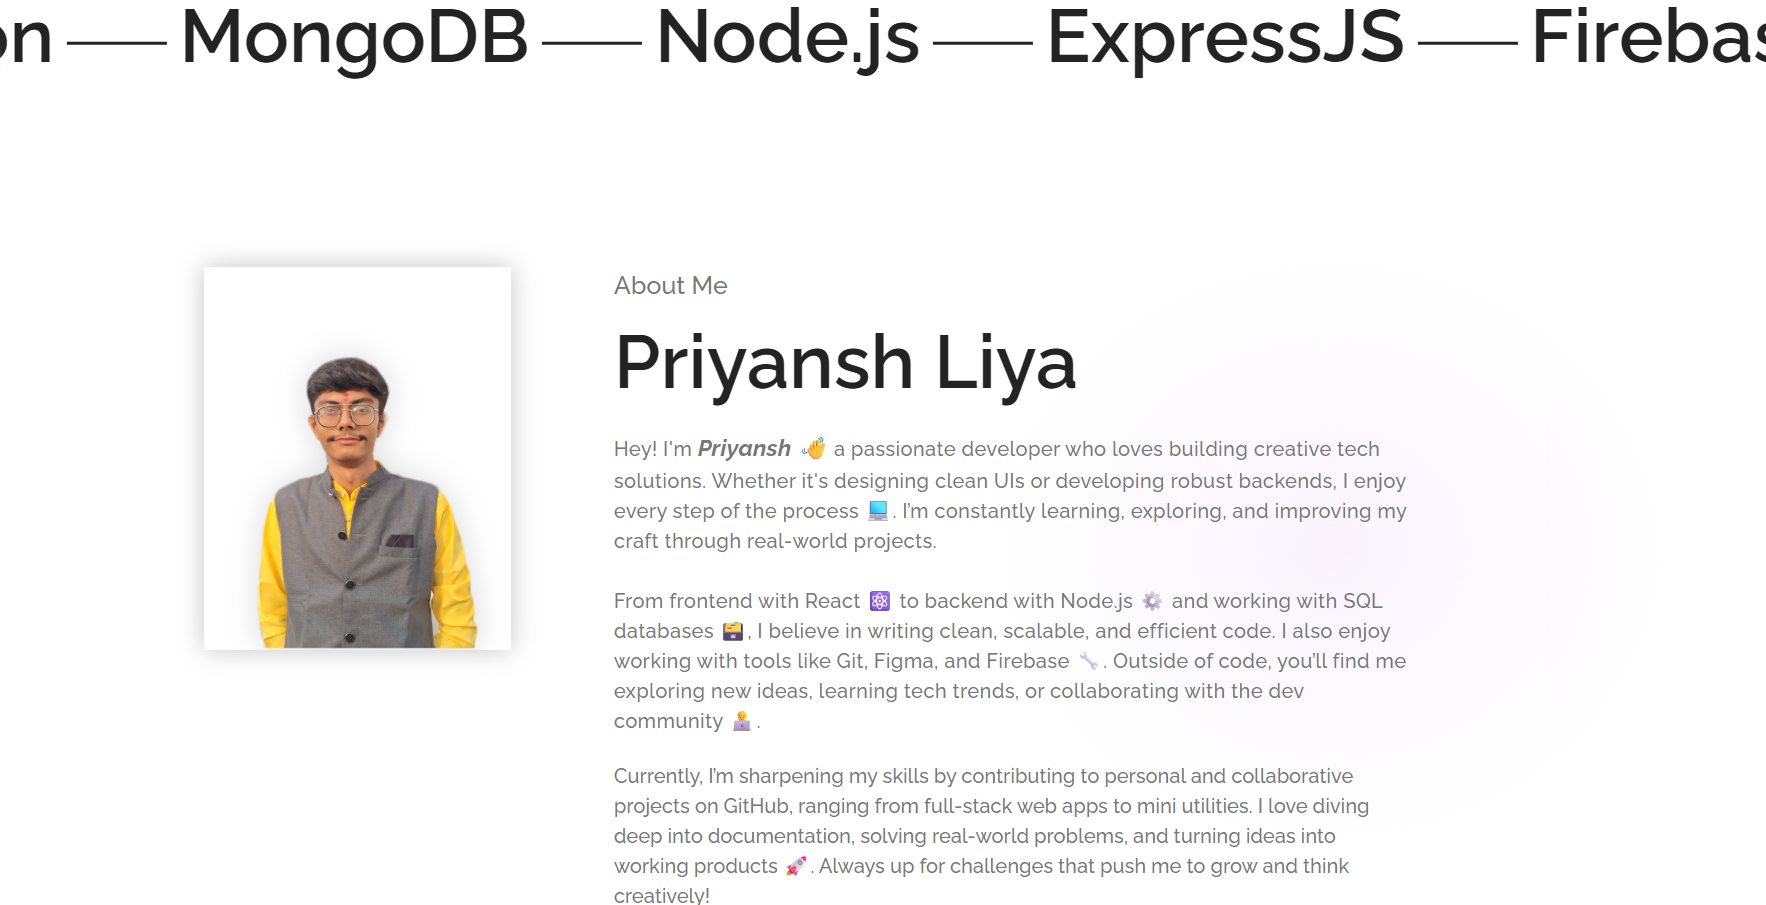 on — MongoDB — Node.js — ExpressJS — Firebas
About Me
Priyansh Liya
Hey! I'm Priyansh 👋 a passionate developer who loves building creative tech
solutions. Whether it's designing clean UIs or developing robust backends, I enjoy
every step of the process 💻. I’m constantly learning, exploring, and improving my
craft through real-world projects.
From frontend with React ⚛️ to backend with Node.js ⚙️ and working with SQL
databases 🗃️, I believe in writing clean, scalable, and efficient code. I also enjoy
working with tools like Git, Figma, and Firebase 🔧. Outside of code, you’ll find me
exploring new ideas, learning tech trends, or collaborating with the dev
community 🧑‍💻.
Currently, I’m sharpening my skills by contributing to personal and collaborative
projects on GitHub, ranging from full-stack web apps to mini utilities. I love diving
deep into documentation, solving real-world problems, and turning ideas into
working products 🚀. Always up for challenges that push me to grow and think
creatively!